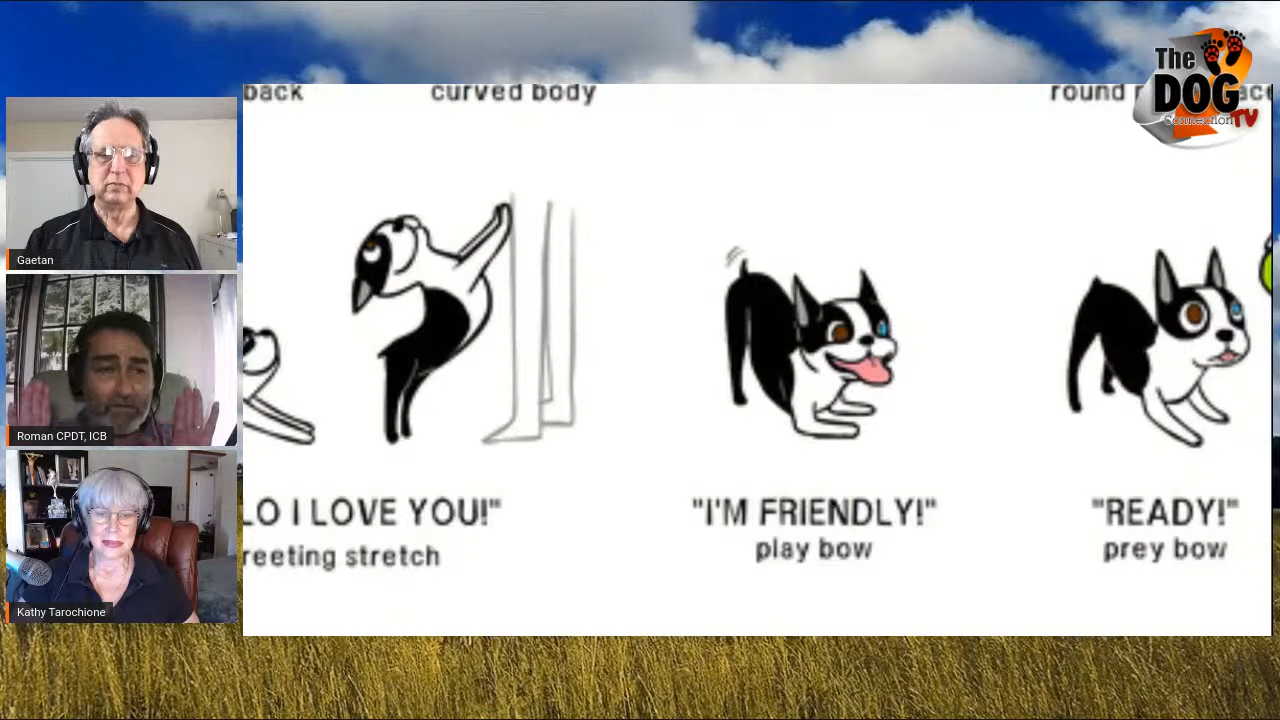 back
curved body
round
The
DOG
Connection
TV
Gaetan
Roman CPDT, ICB
Kathy Tarochione
LO I LOVE YOU!"
reeting stretch
"I'M FRIENDLY!"
play bow
"READY!"
prey bow